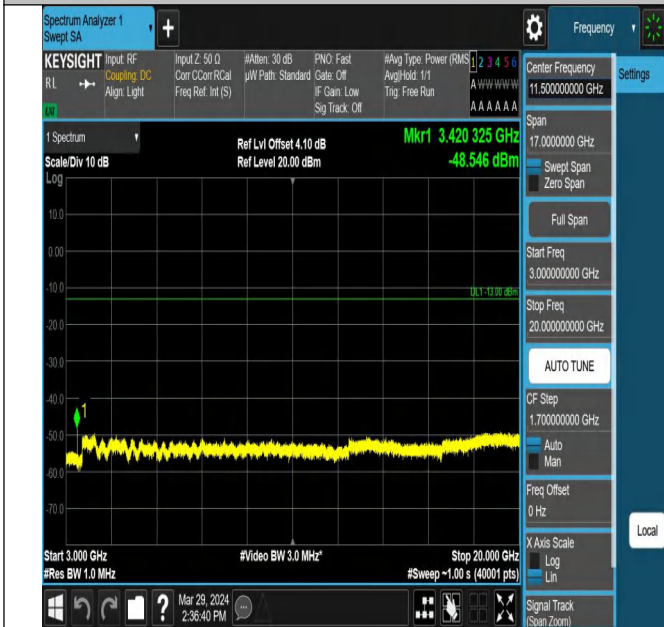 Spectrum Analyzer 1
Swept SA
Frequency
KEYSIGHT
RL
LXI
Input: RF
Coupling: DC
Align: Light
Input Z: 50 Ω
Corr CCorr RCal
Freq Ref: Int (S)
#Atten: 30 dB
µW Path: Standard
PNO: Fast
Gate: Off
IF Gain: Low
Sig Track: Off
#Avg Type: Power (RMS
Avg|Hold: 1/1
Trig: Free Run
1 2 3 4 5 6
A W W W W W
A A A A A A
Center Frequency
11.500000000 GHz
Settings
1 Spectrum
Scale/Div 10 dB
Ref Lvl Offset 4.10 dB
Ref Level 20.00 dBm
Mkr1 3.420 325 GHz
-48.546 dBm
Span
17.0000000 GHz
Swept Span
Zero Span
Full Span
Start Freq
3.000000000 GHz
Stop Freq
20.000000000 GHz
AUTO TUNE
CF Step
1.700000000 GHz
Auto
Man
Freq Offset
0 Hz
X Axis Scale
Log
Lin
Signal Track
(Span Zoom)
Local
Log
10.0
0.00
-10.0
DL1 -13.00 dBm
-20.0
-30.0
-40.0
1
-50.0
-60.0
-70.0
Start 3.000 GHz
#Video BW 3.0 MHz*
Stop 20.000 GHz
#Res BW 1.0 MHz
#Sweep ~1.00 s (40001 pts)
Mar 29, 2024
2:36:40 PM